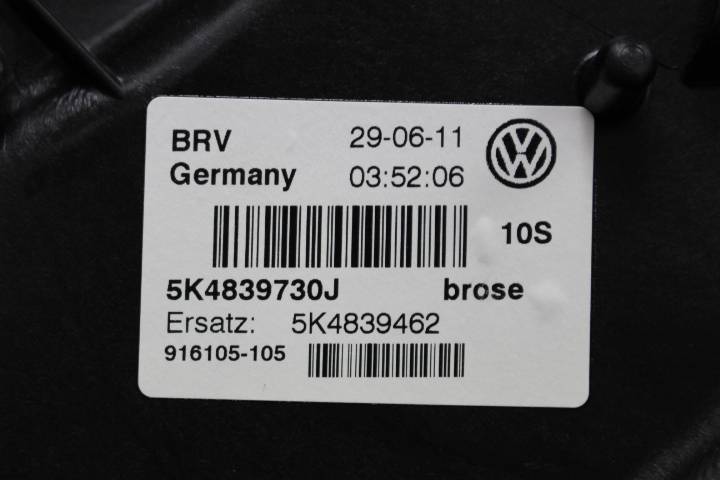 BRV 29-06-11
Germany 03:52:06
10S
5K4839730J brose
Ersatz: 5K4839462
916105-105